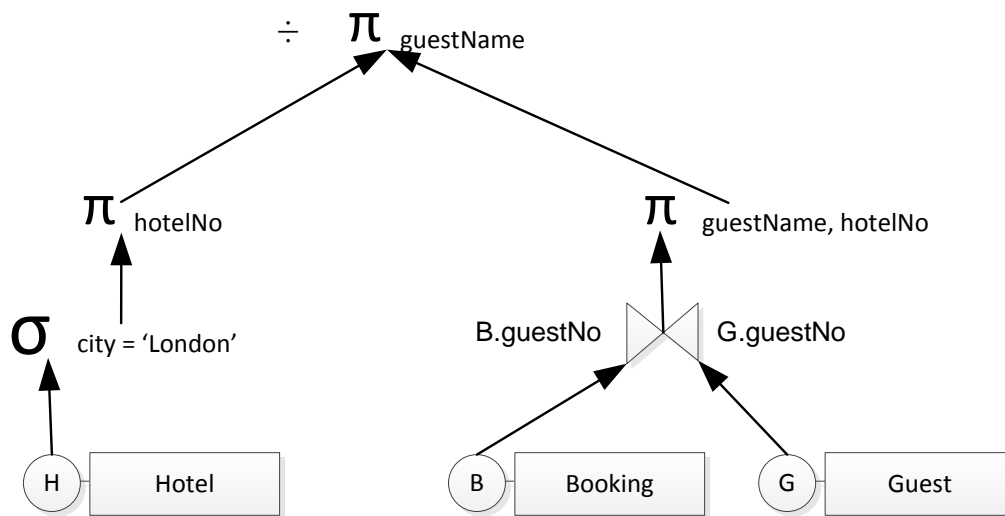 ÷ π guestName
π hotelNo
π guestName, hotelNo
σ city = ‘London’
B.guestNo
G.guestNo
H Hotel
B Booking
G Guest